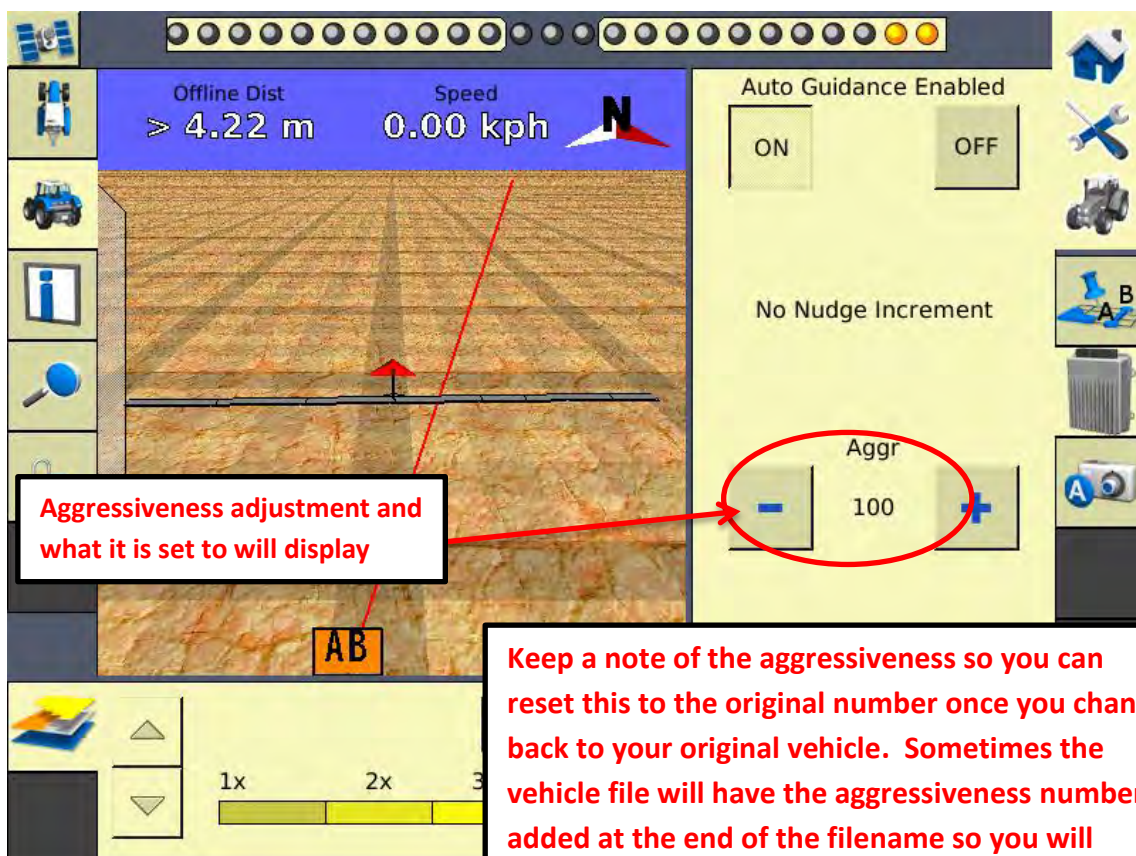 Offline Dist
Speed
> 4.22 m
0.00 kph
N
Auto Guidance Enabled
ON
OFF
No Nudge Increment
A B
Aggr
100
A
Aggressiveness adjustment and
what it is set to will display
AB
1x
2x
3
Keep a note of the aggressiveness so you can
reset this to the original number once you chan
back to your original vehicle. Sometimes the
vehicle file will have the aggressiveness number
added at the end of the filename so you will